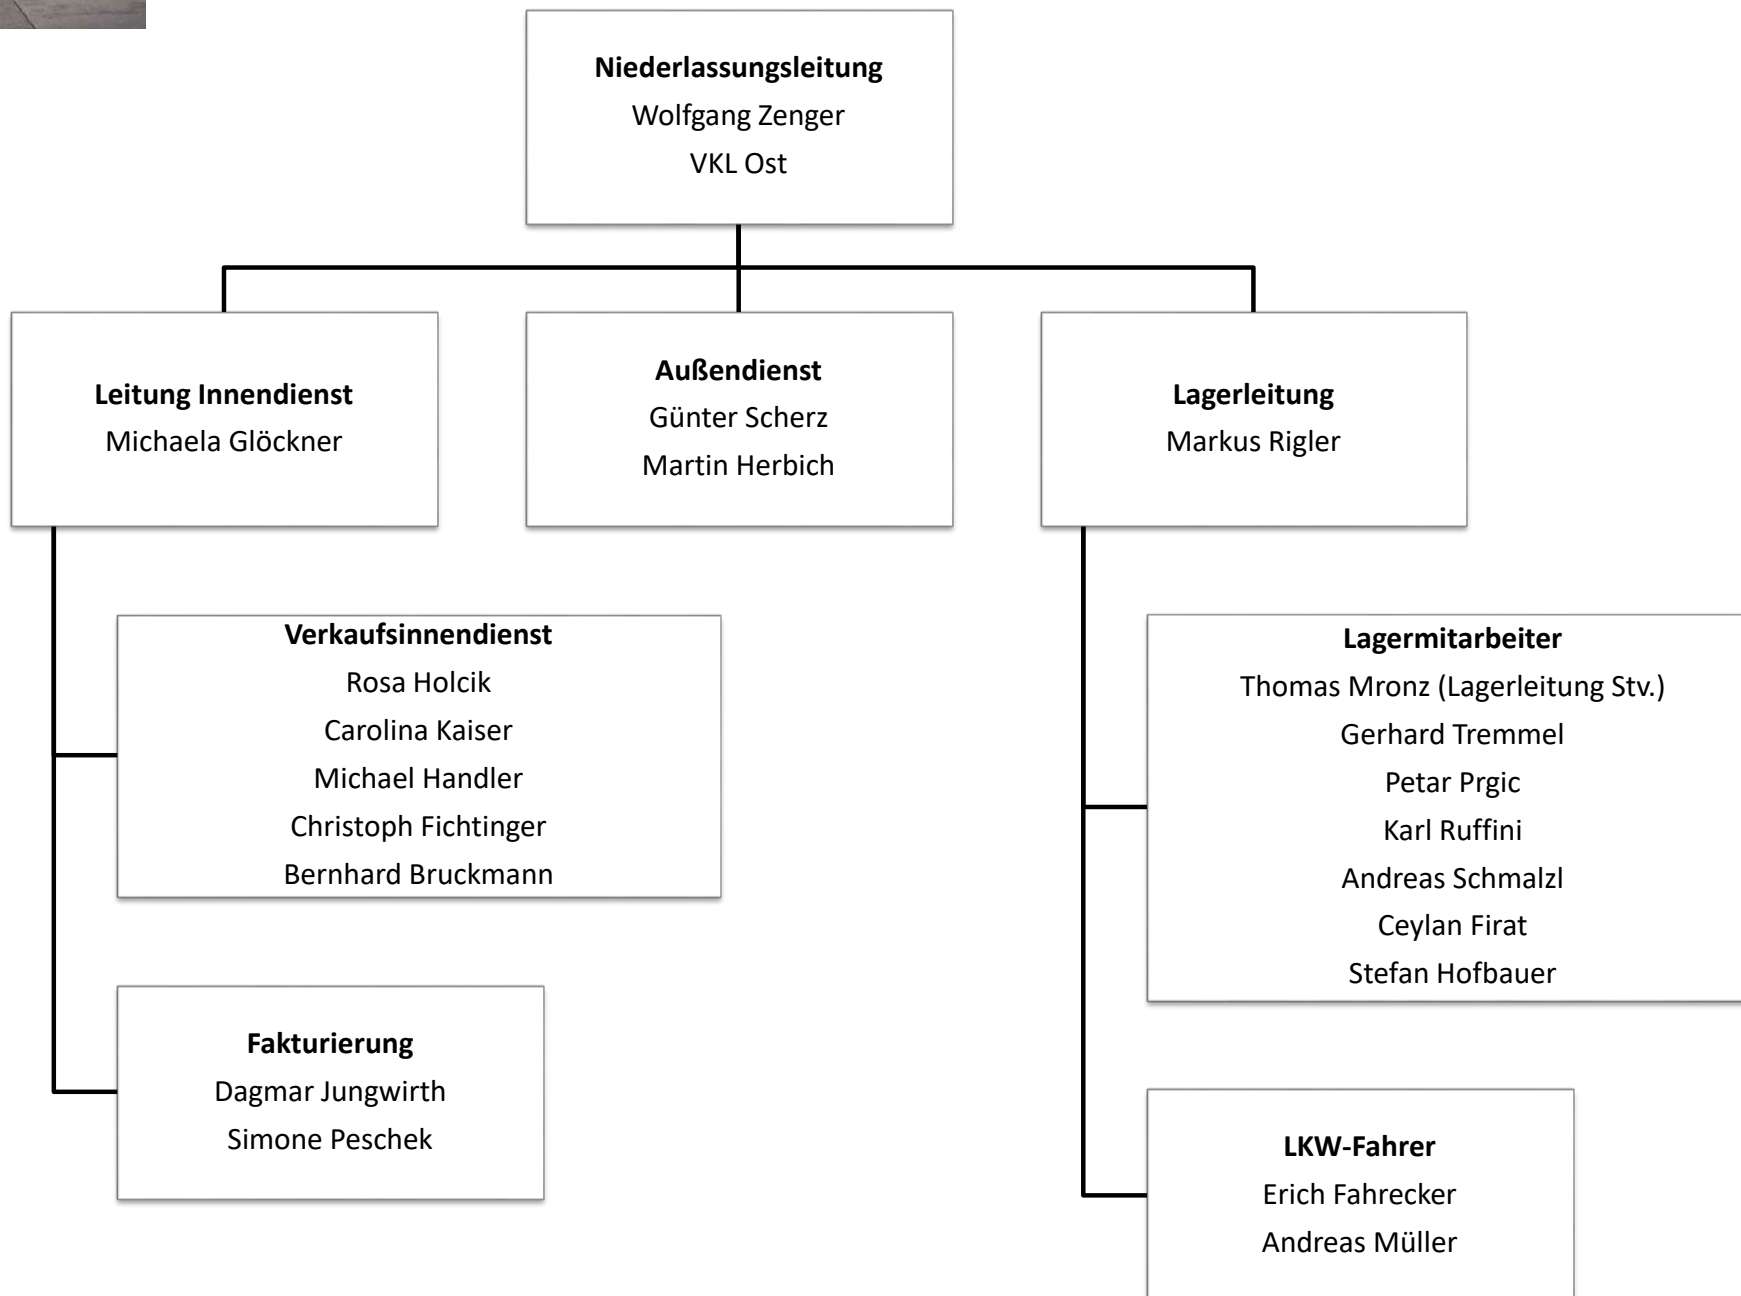 Niederlassungsleitung
Wolfgang Zenger
VKL Ost
Leitung Innendienst
Michaela Glöckner
Außendienst
Günter Scherz
Martin Herbich
Lagerleitung
Markus Rigler
Verkaufsinnendienst
Rosa Holcik
Carolina Kaiser
Michael Handler
Christoph Fichtinger
Bernhard Bruckmann
Fakturierung
Dagmar Jungwirth
Simone Peschek
Lagermitarbeiter
Thomas Mronz (Lagerleitung Stv.)
Gerhard Tremmel
Petar Prgic
Karl Ruffini
Andreas Schmalzl
Ceylan Firat
Stefan Hofbauer
LKW-Fahrer
Erich Fahrecker
Andreas Müller